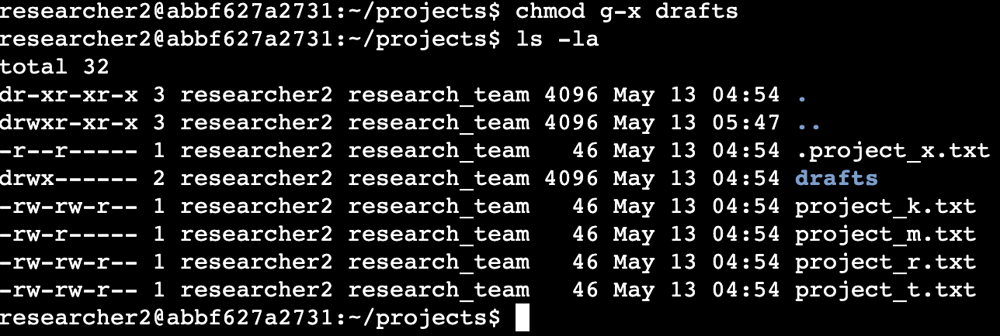 researcher2@abbf627a2731:~/projects$ chmod g-x drafts
researcher2@abbf627a2731:~/projects$ ls -la
total 32
dr-xr-xr-x 3 researcher2 research_team 4096 May 13 04:54 .
drwxr-xr-x 3 researcher2 research_team 4096 May 13 05:47 ..
-r--r----- 1 researcher2 research_team   46 May 13 04:54 .project_x.txt
drwx------ 2 researcher2 research_team 4096 May 13 04:54 drafts
-rw-rw-r-- 1 researcher2 research_team   46 May 13 04:54 project_k.txt
-rw-r----- 1 researcher2 research_team   46 May 13 04:54 project_m.txt
-rw-rw-r-- 1 researcher2 research_team   46 May 13 04:54 project_r.txt
-rw-rw-r-- 1 researcher2 research_team   46 May 13 04:54 project_t.txt
researcher2@abbf627a2731:~/projects$